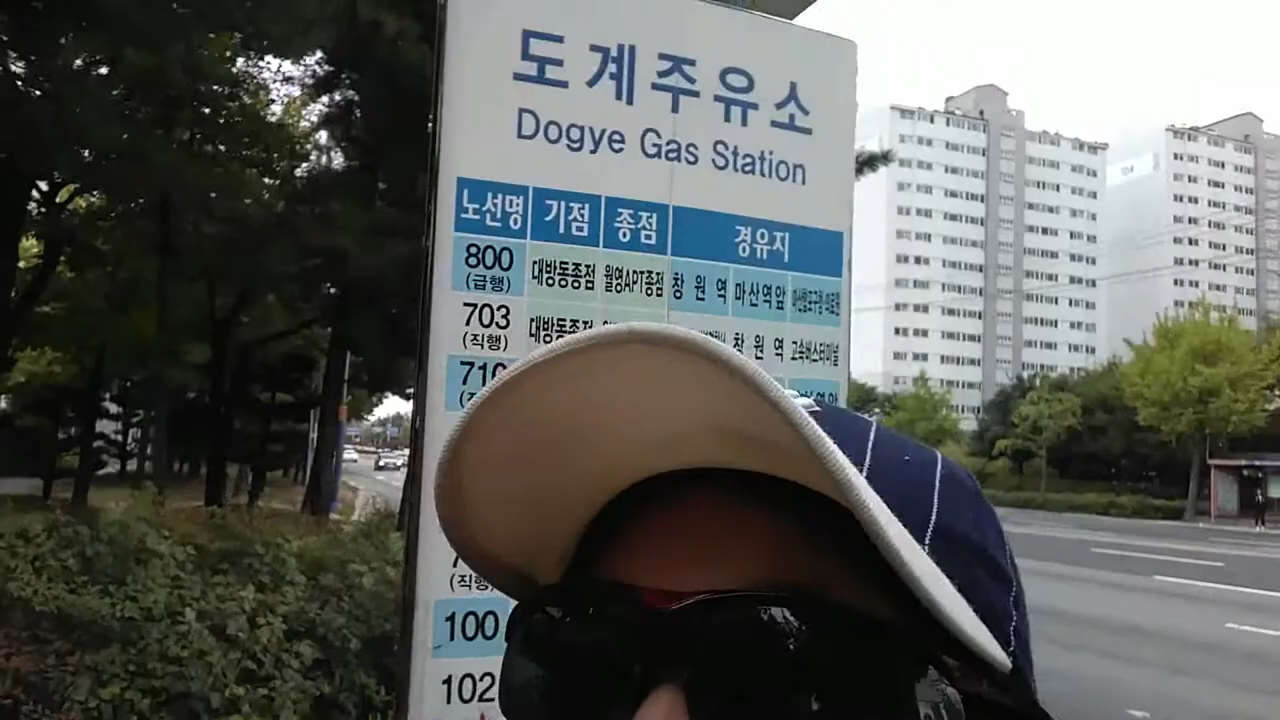 도계주유소
Dogye Gas Station
노선명 기점 종점 경유지
800 대방동종점 월영APT종점 창 원 역 마산역앞
(급행)
703 대방동종점 창 원 역 고속버스터미널
(직행)
710
(직행)
100
102